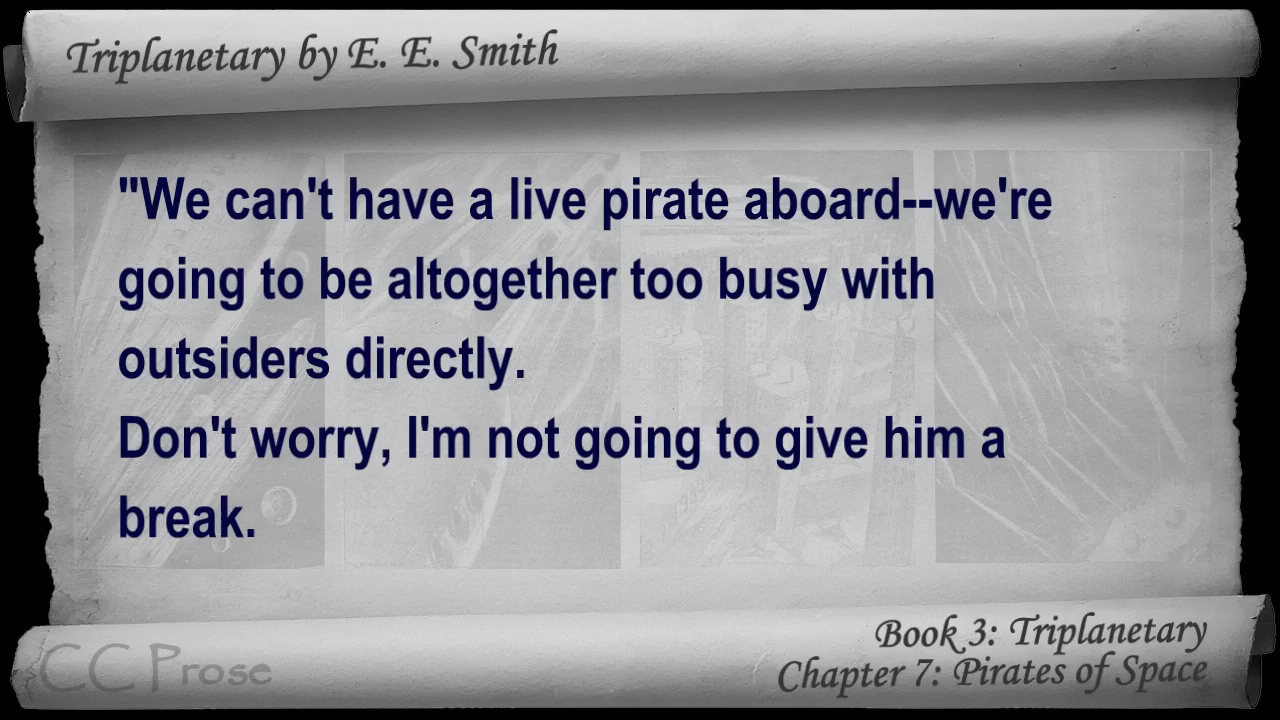 Triplanetary by E. E. Smith
"We can't have a live pirate aboard--we're
going to be altogether too busy with
outsiders directly.
Don't worry, I'm not going to give him a
break.
Book 3: Triplanetary
Chapter 7: Pirates of Space
CC Prose